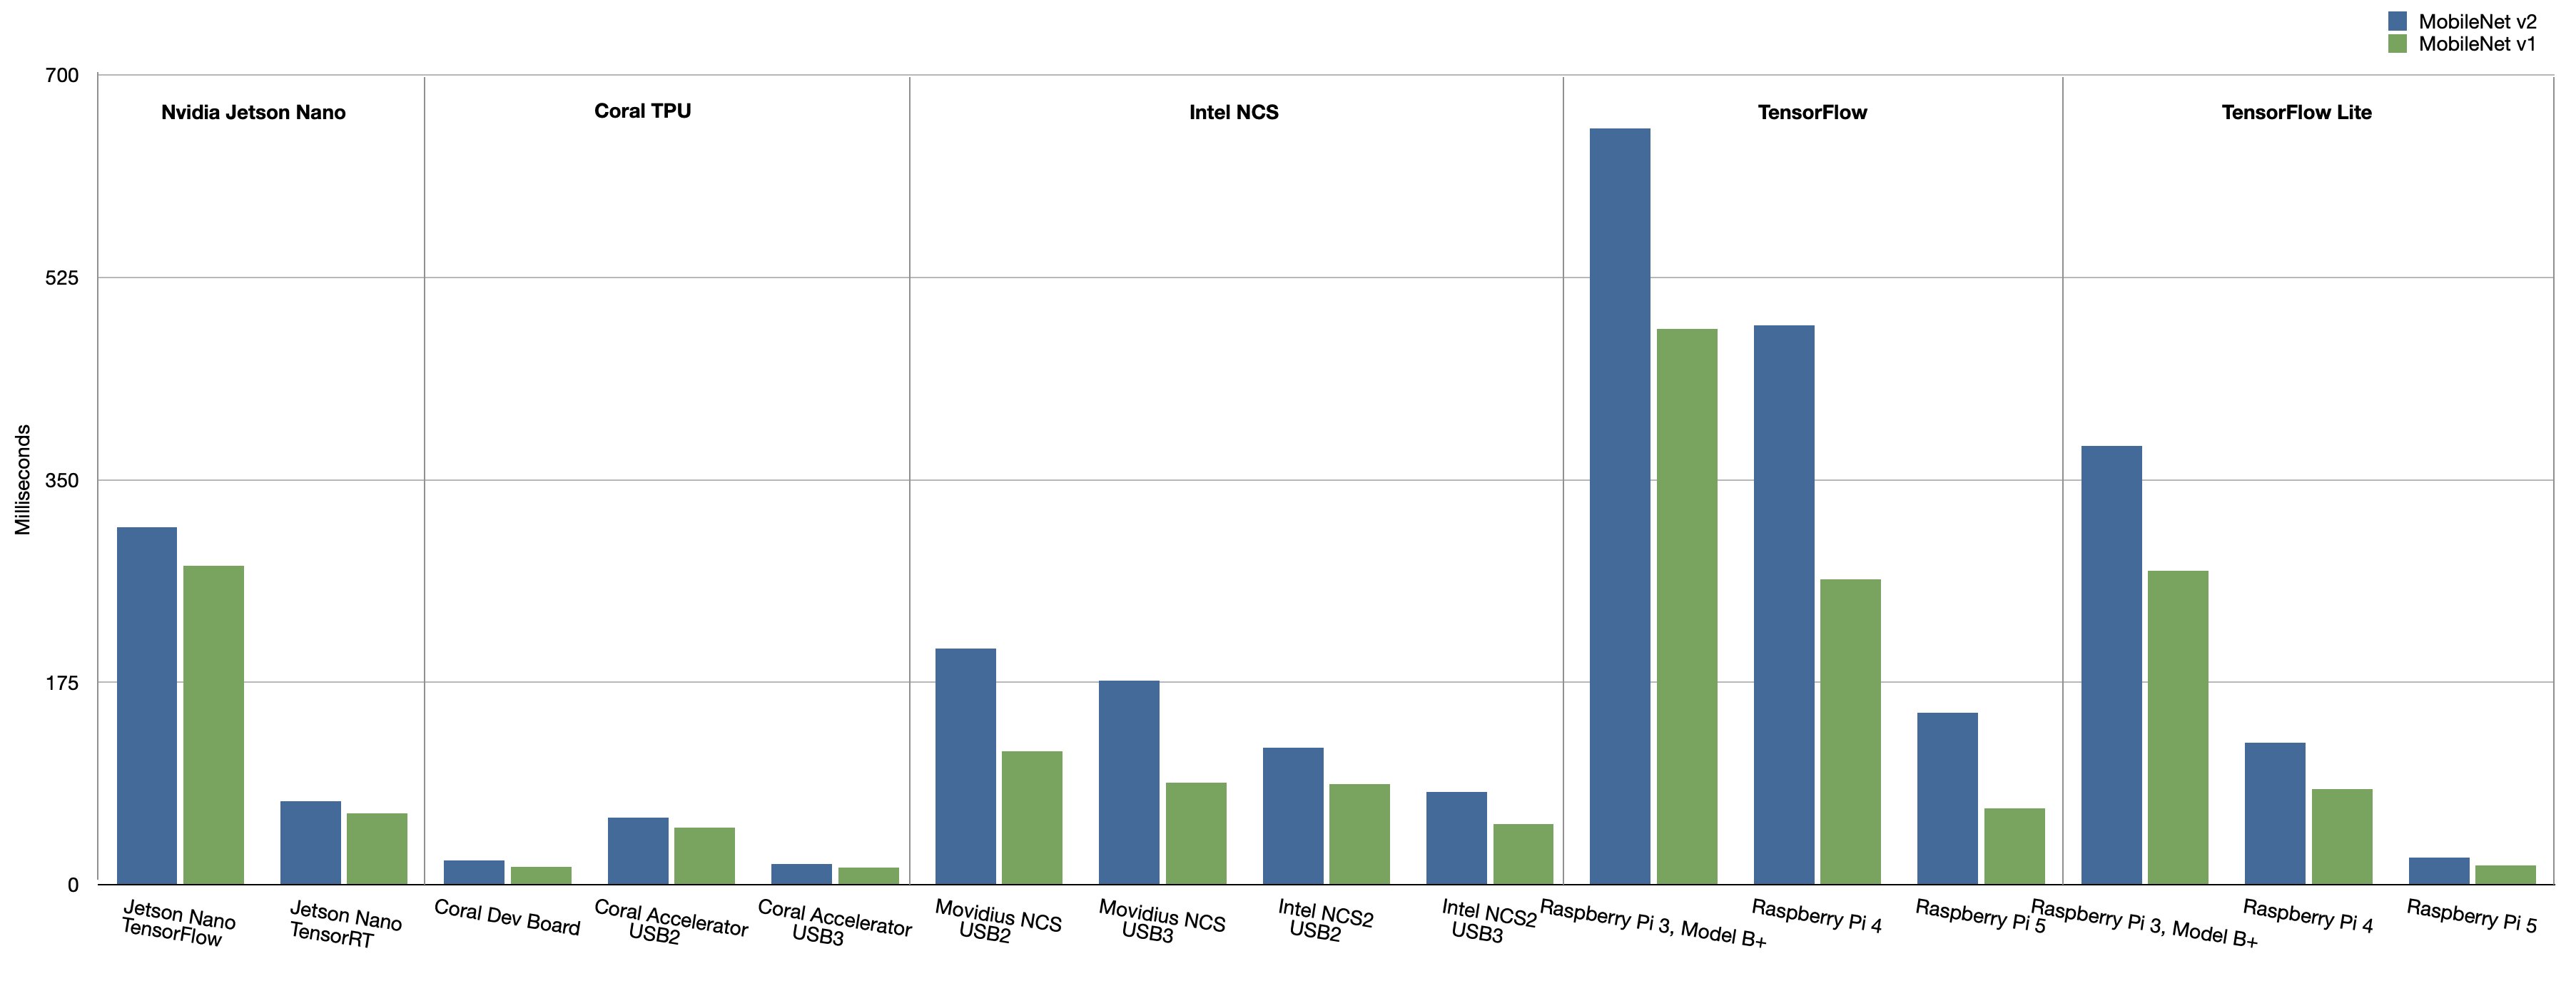 MobileNet v2
MobileNet v1
700
525
350
175
0
Milliseconds
Nvidia Jetson Nano
Coral TPU
Intel NCS
TensorFlow
TensorFlow Lite
Jetson Nano
TensorFlow
Jetson Nano
TensorRT
Coral Dev Board
Coral Accelerator
USB2
Coral Accelerator
USB3
Movidius NCS
USB2
Movidius NCS
USB3
Intel NCS2
USB2
Intel NCS2
USB3
Raspberry Pi 3, Model B+
Raspberry Pi 4
Raspberry Pi 5
Raspberry Pi 3, Model B+
Raspberry Pi 4
Raspberry Pi 5